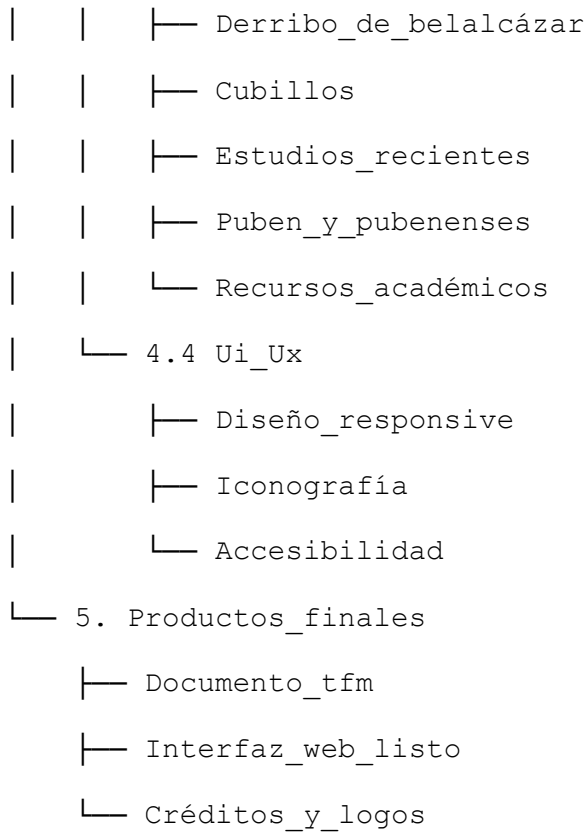 │   │   ├── Derribo_de_belalcázar
│   │   ├── Cubillos
│   │   ├── Estudios_recientes
│   │   ├── Puben_y_pubenenses
│   │   └── Recursos_académicos
│   └── 4.4 Ui_Ux
│       ├── Diseño_responsive
│       ├── Iconografía
│       └── Accesibilidad
└── 5. Productos_finales
    ├── Documento_tfm
    ├── Interfaz_web_listo
    └── Créditos_y_logos